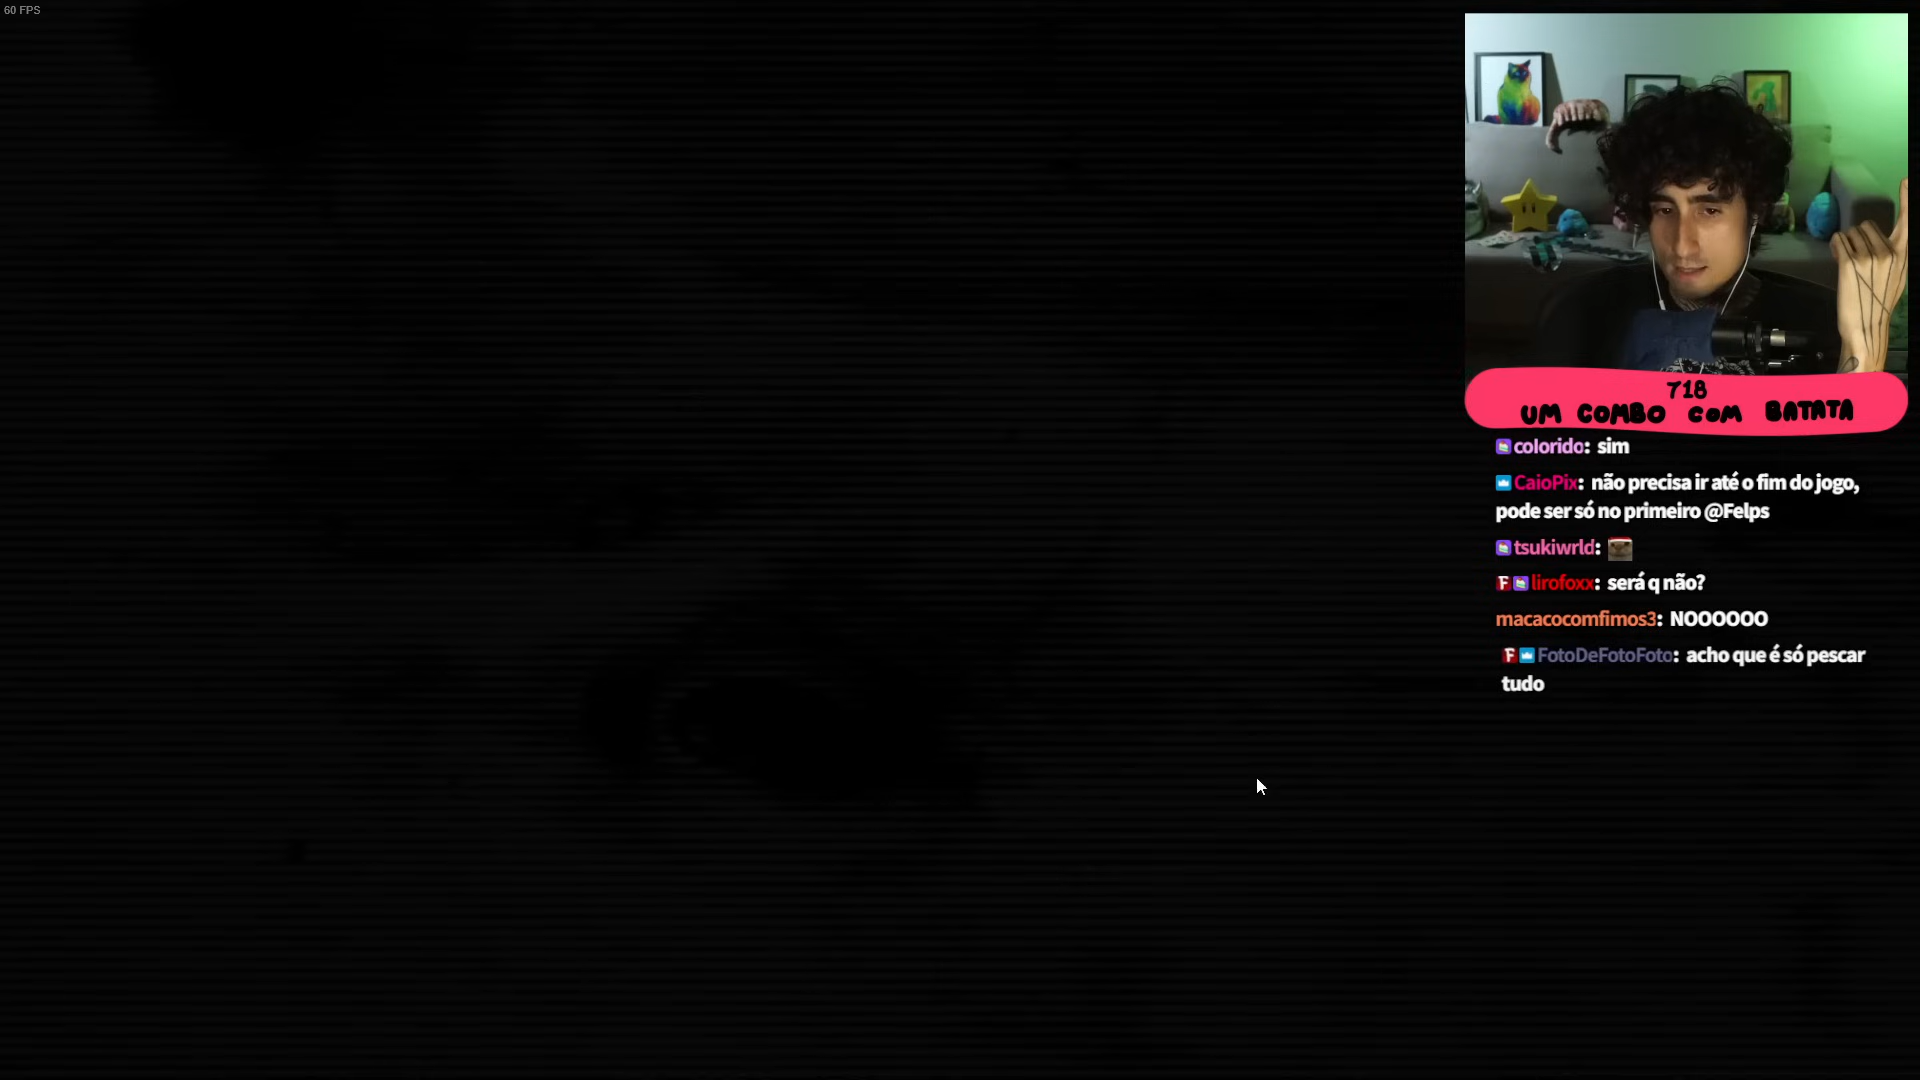 60 FPS
718
UM COMBO COM BATATA
colorido: sim
CaioPix: não precisa ir até o fim do jogo,
pode ser só no primeiro @Felps
tsukiwrld:
F lirofoxx: será q não?
macacocomfimos3: NOOOOOO
F FotoDeFotoFoto: acho que é só pescar
tudo